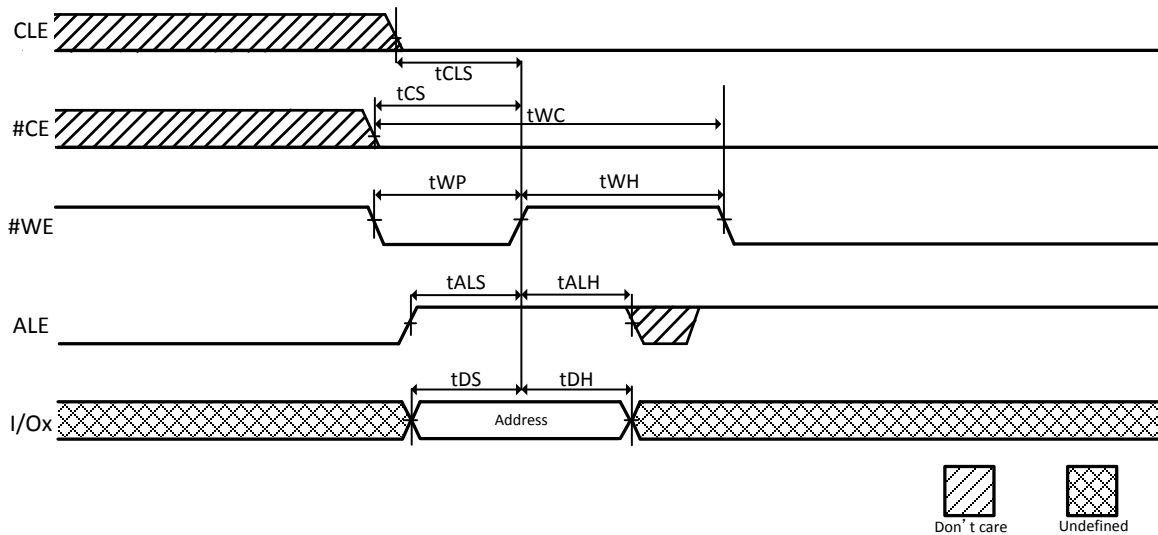 CLE
tCLS
tCS
#CE
tWC
tWP
tWH
#WE
tALS
tALH
ALE
tDS
tDH
I/Ox
Address
Don’t care
Undefined